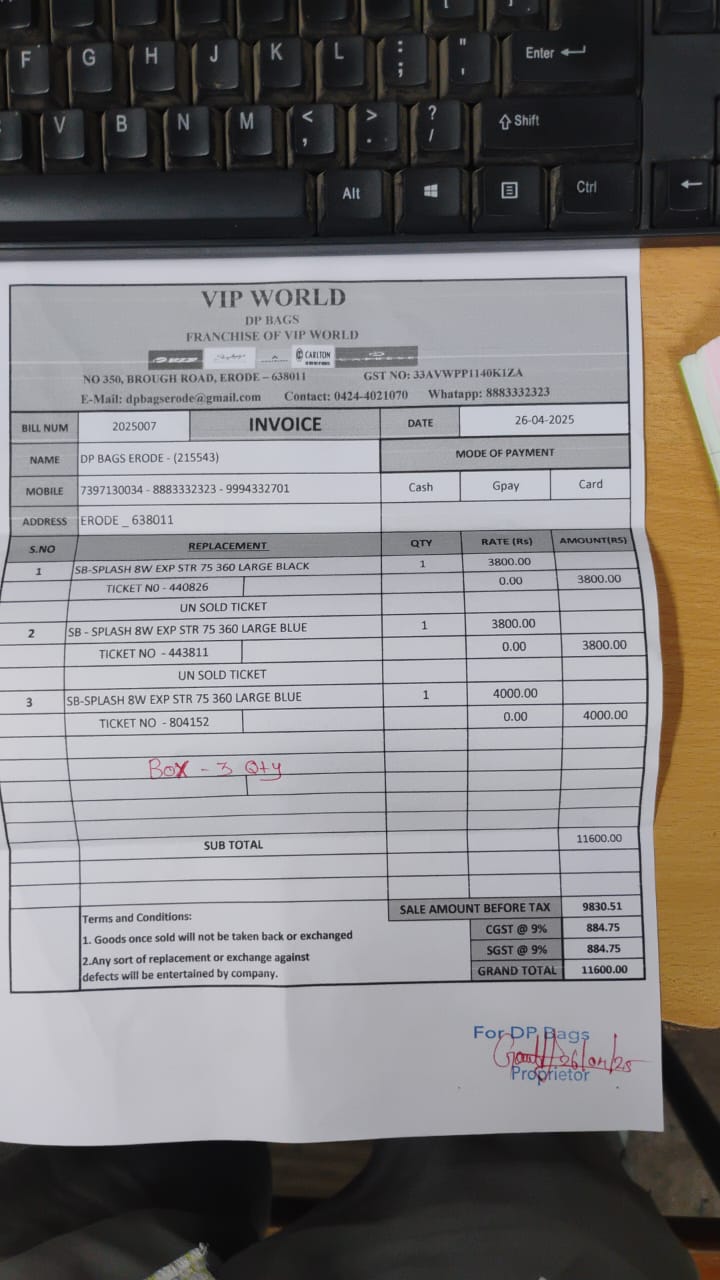 F G H J K L : ; " ' Enter
V B N M < , > . ? / Shift
Alt Ctrl
VIP WORLD
DP BAGS
FRANCHISE OF VIP WORLD
VIP CARLTON
NO 350, BROUGH ROAD, ERODE – 638011 GST NO: 33AVWPP1140K1ZA
E-Mail: dpbagserode@gmail.com Contact: 0424-4021070 Whatapp: 8883332323
BILL NUM 2025007 INVOICE DATE 26-04-2025
NAME DP BAGS ERODE - (215543) MODE OF PAYMENT
MOBILE 7397130034 - 8883332323 - 9994332701 Cash Gpay Card
ADDRESS ERODE _ 638011
S.NO REPLACEMENT QTY RATE (Rs) AMOUNT(RS)
1 SB-SPLASH 8W EXP STR 75 360 LARGE BLACK 1 3800.00
TICKET NO - 440826 0.00 3800.00
UN SOLD TICKET
2 SB - SPLASH 8W EXP STR 75 360 LARGE BLUE 1 3800.00
TICKET NO - 443811 0.00 3800.00
UN SOLD TICKET
3 SB-SPLASH 8W EXP STR 75 360 LARGE BLUE 1 4000.00
TICKET NO - 804152 0.00 4000.00
Box - 3 Qty
SUB TOTAL 11600.00
SALE AMOUNT BEFORE TAX 9830.51
Terms and Conditions: CGST @ 9% 884.75
1. Goods once sold will not be taken back or exchanged SGST @ 9% 884.75
2.Any sort of replacement or exchange against GRAND TOTAL 11600.00
defects will be entertained by company.
For DP Bags
26/04/25
Proprietor